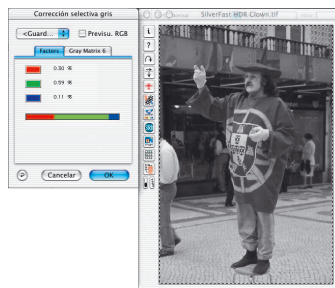 Corrección selectiva gris
<Guard...
Previsu. RGB
Factors
Gray Matrix 6
0.30 %
0.59 %
0.11 %
Cancelar
OK
SilverFast HDR Clown.tif